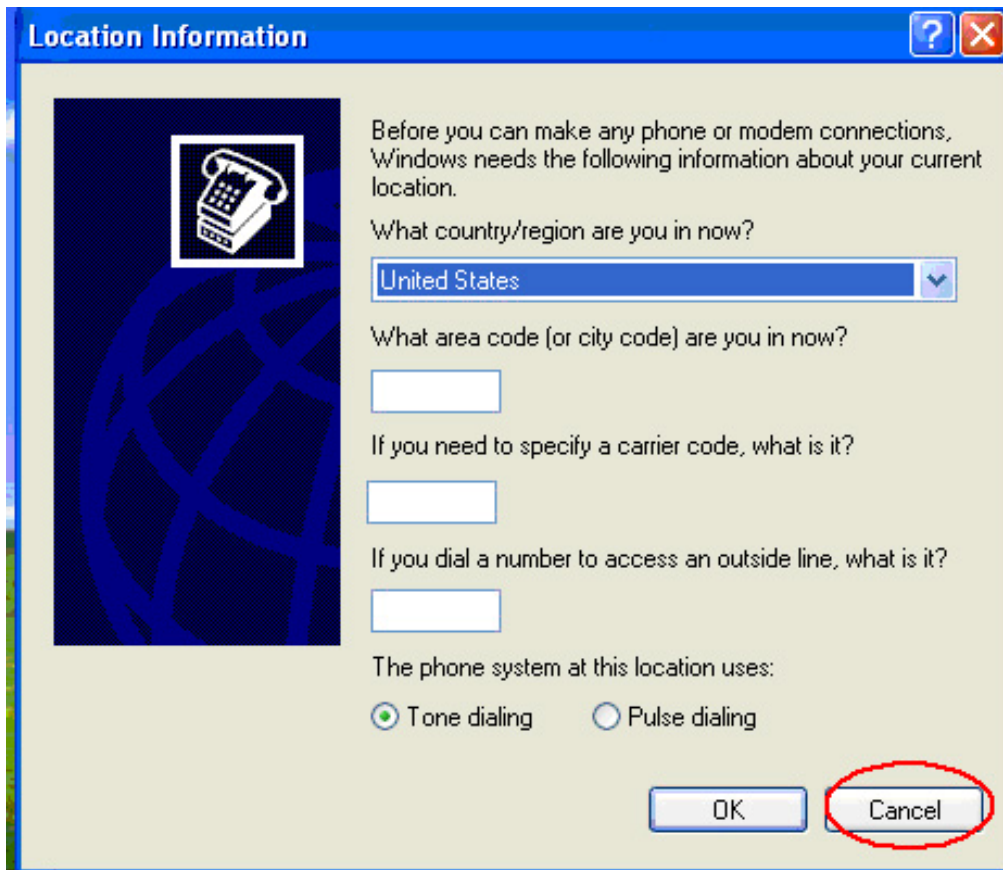 Location Information
?
X
Before you can make any phone or modem connections,
Windows needs the following information about your current
location.
What country/region are you in now?
United States
What area code (or city code) are you in now?
If you need to specify a carrier code, what is it?
If you dial a number to access an outside line, what is it?
The phone system at this location uses:
Tone dialing
Pulse dialing
OK
Cancel